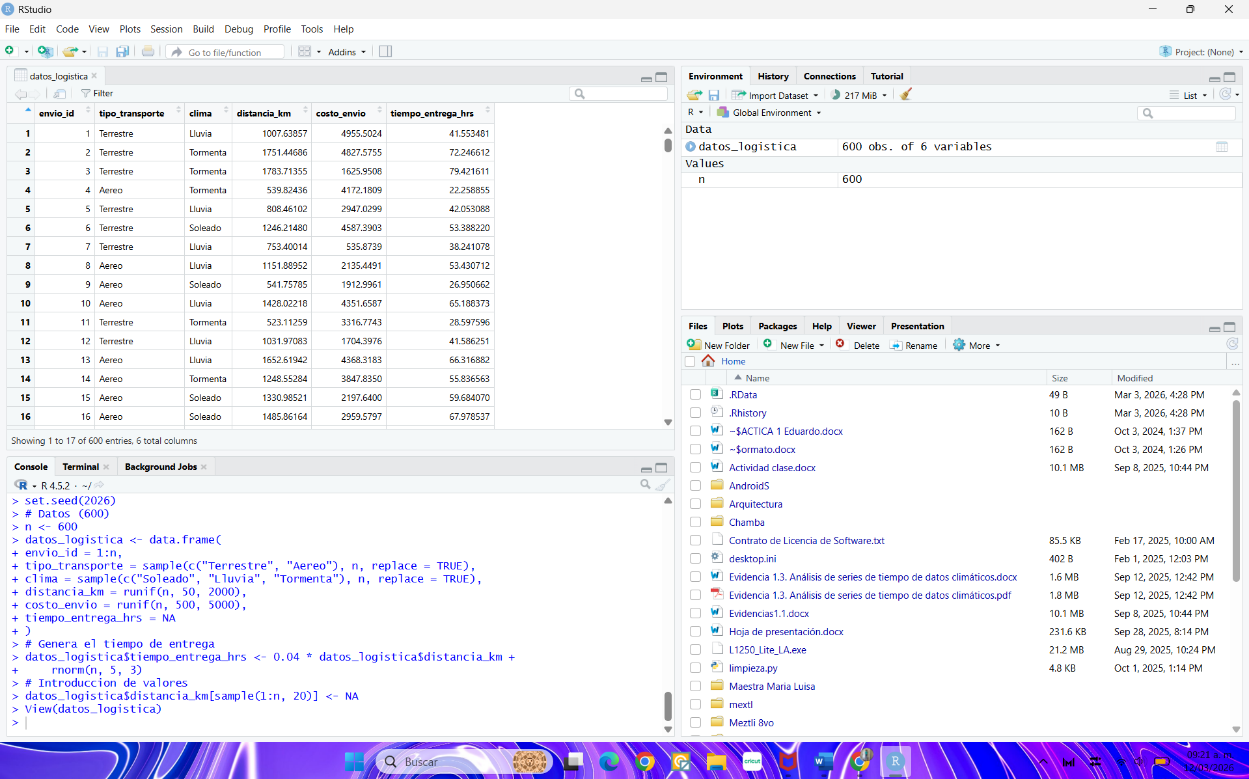 RStudio
File Edit Code View Plots Session Build Debug Profile Tools Help
Go to file/function Addins Project: (None)
datos_logistica
Filter
envio_id tipo_transporte clima distancia_km costo_envio tiempo_entrega_hrs
1 1 Terrestre Lluvia 1007.63857 4955.5024 41.553481
2 2 Terrestre Tormenta 1751.44686 4827.5755 72.246612
3 3 Terrestre Tormenta 1783.71355 1625.9508 79.421611
4 4 Aereo Tormenta 539.82436 4172.1809 22.258855
5 5 Terrestre Lluvia 808.46102 2947.0299 42.053088
6 6 Terrestre Soleado 1246.21480 4587.3903 53.388220
7 7 Terrestre Lluvia 753.40014 535.8739 38.241078
8 8 Aereo Lluvia 1151.88952 2135.4491 53.430712
9 9 Aereo Soleado 541.75785 1912.9961 26.950662
10 10 Aereo Lluvia 1428.02218 4351.6587 65.188373
11 11 Terrestre Tormenta 523.11259 3316.7743 28.597596
12 12 Terrestre Lluvia 1031.97083 1704.3976 41.586251
13 13 Aereo Lluvia 1652.61942 4368.3183 66.316882
14 14 Aereo Tormenta 1248.55284 3847.8350 55.836563
15 15 Aereo Soleado 1330.98521 2197.6400 59.684070
16 16 Aereo Soleado 1485.86164 2959.5797 67.978537
Showing 1 to 17 of 600 entries, 6 total columns
Console Terminal Background Jobs
R 4.5.2 · ~/
> set.seed(2026)
> # Datos (600)
> n <- 600
> datos_logistica <- data.frame(
+ envio_id = 1:n,
+ tipo_transporte = sample(c("Terrestre", "Aereo"), n, replace = TRUE),
+ clima = sample(c("Soleado", "Lluvia", "Tormenta"), n, replace = TRUE),
+ distancia_km = runif(n, 50, 2000),
+ costo_envio = runif(n, 500, 5000),
+ tiempo_entrega_hrs = NA
+ )
> # Genera el tiempo de entrega
> datos_logistica$tiempo_entrega_hrs <- 0.04 * datos_logistica$distancia_km +
+ rnorm(n, 5, 3)
> # Introduccion de valores
> datos_logistica$distancia_km[sample(1:n, 20)] <- NA
> View(datos_logistica)
>
Environment History Connections Tutorial
Import Dataset 217 MiB List
R Global Environment
Data
datos_logistica 600 obs. of 6 variables
Values
n 600
Files Plots Packages Help Viewer Presentation
New Folder New File Delete Rename More
Home ...
Name Size Modified
.RData 49 B Mar 3, 2026, 4:28 PM
.Rhistory 10 B Mar 3, 2026, 4:28 PM
~$ACTICA 1 Eduardo.docx 162 B Oct 3, 2024, 1:37 PM
~$ormato.docx 162 B Oct 3, 2024, 1:26 PM
Actividad clase.docx 10.1 MB Sep 8, 2025, 10:44 PM
AndroidS
Arquitectura
Chamba
Contrato de Licencia de Software.txt 85.5 KB Feb 17, 2025, 10:00 AM
desktop.ini 402 B Feb 1, 2025, 12:03 PM
Evidencia 1.3. Análisis de series de tiempo de datos climáticos.docx 1.6 MB Sep 12, 2025, 12:42 PM
Evidencia 1.3. Análisis de series de tiempo de datos climáticos.pdf 1.8 MB Sep 12, 2025, 12:42 PM
Evidencias1.1.docx 10.1 MB Sep 8, 2025, 10:44 PM
Hoja de presentación.docx 231.6 KB Sep 28, 2025, 8:14 PM
L1250_Lite_LA.exe 21.2 MB Aug 29, 2025, 10:24 PM
limpieza.py 4.8 KB Oct 1, 2025, 1:14 PM
Maestra Maria Luisa
mextl
Meztli 8vo
Buscar
cricut
12/03/2026